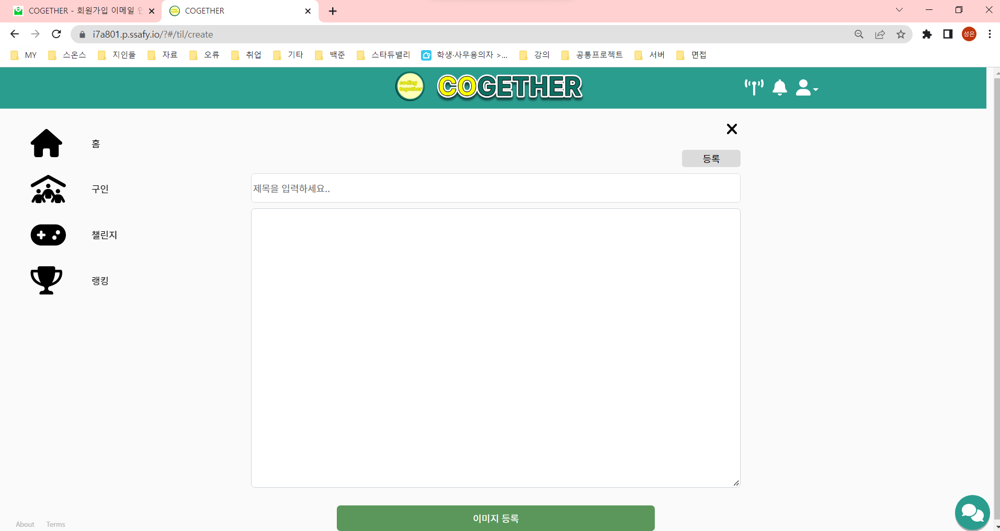 COGETHER - 회원가입 이메일
COGETHER
i7a801.p.ssafy.io/?#/til/create
성은
MY 스온스 지인들 자료 오류 취업 기타 백준 스타듀밸리 학생·사무용의자 >... 강의 공통프로젝트 서버 면접
coding
together
COGETHER
홈
등록
구인
제목을 입력하세요..
챌린지
랭킹
이미지 등록
About Terms